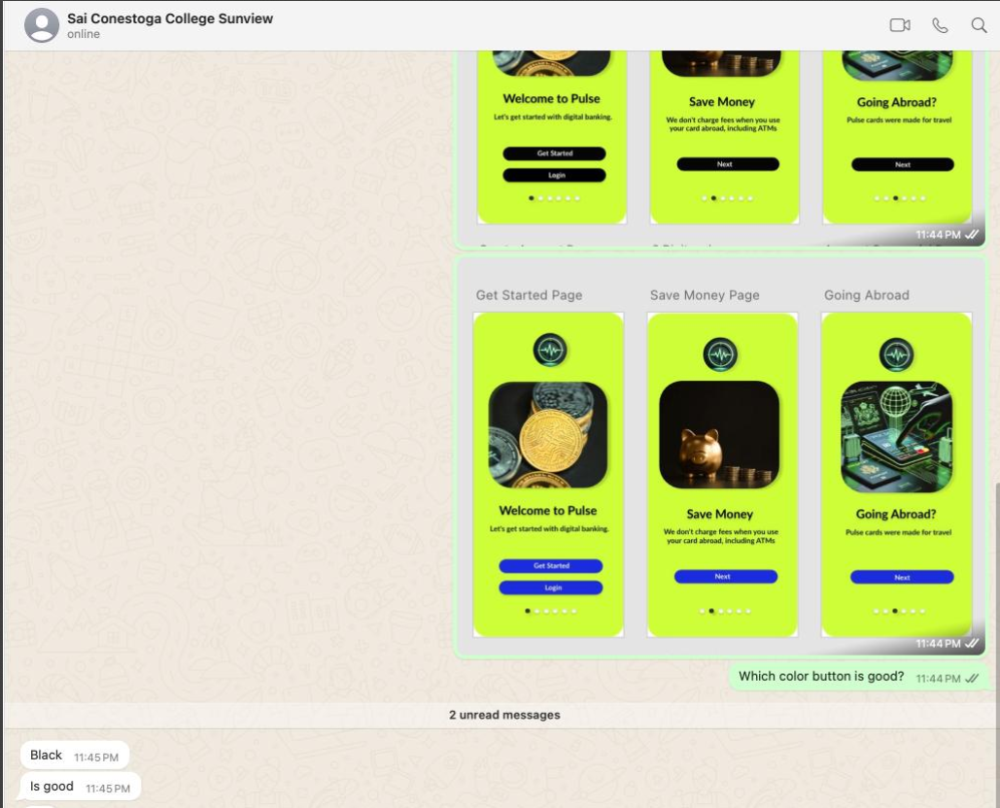 Sai Conestoga College Sunview
online
Welcome to Pulse
Let's get started with digital banking.
Get Started
Login
Save Money
We don't charge fees when you use
your card abroad, including ATMs
Next
Going Abroad?
Pulse cards were made for travel
Next
11:44 PM
Get Started Page
Save Money Page
Going Abroad
Welcome to Pulse
Let's get started with digital banking.
Get Started
Login
Save Money
We don't charge fees when you use
your card abroad, including ATMs
Next
Going Abroad?
Pulse cards were made for travel
Next
11:44 PM
Which color button is good? 11:44 PM
2 unread messages
Black 11:45 PM
Is good 11:45 PM